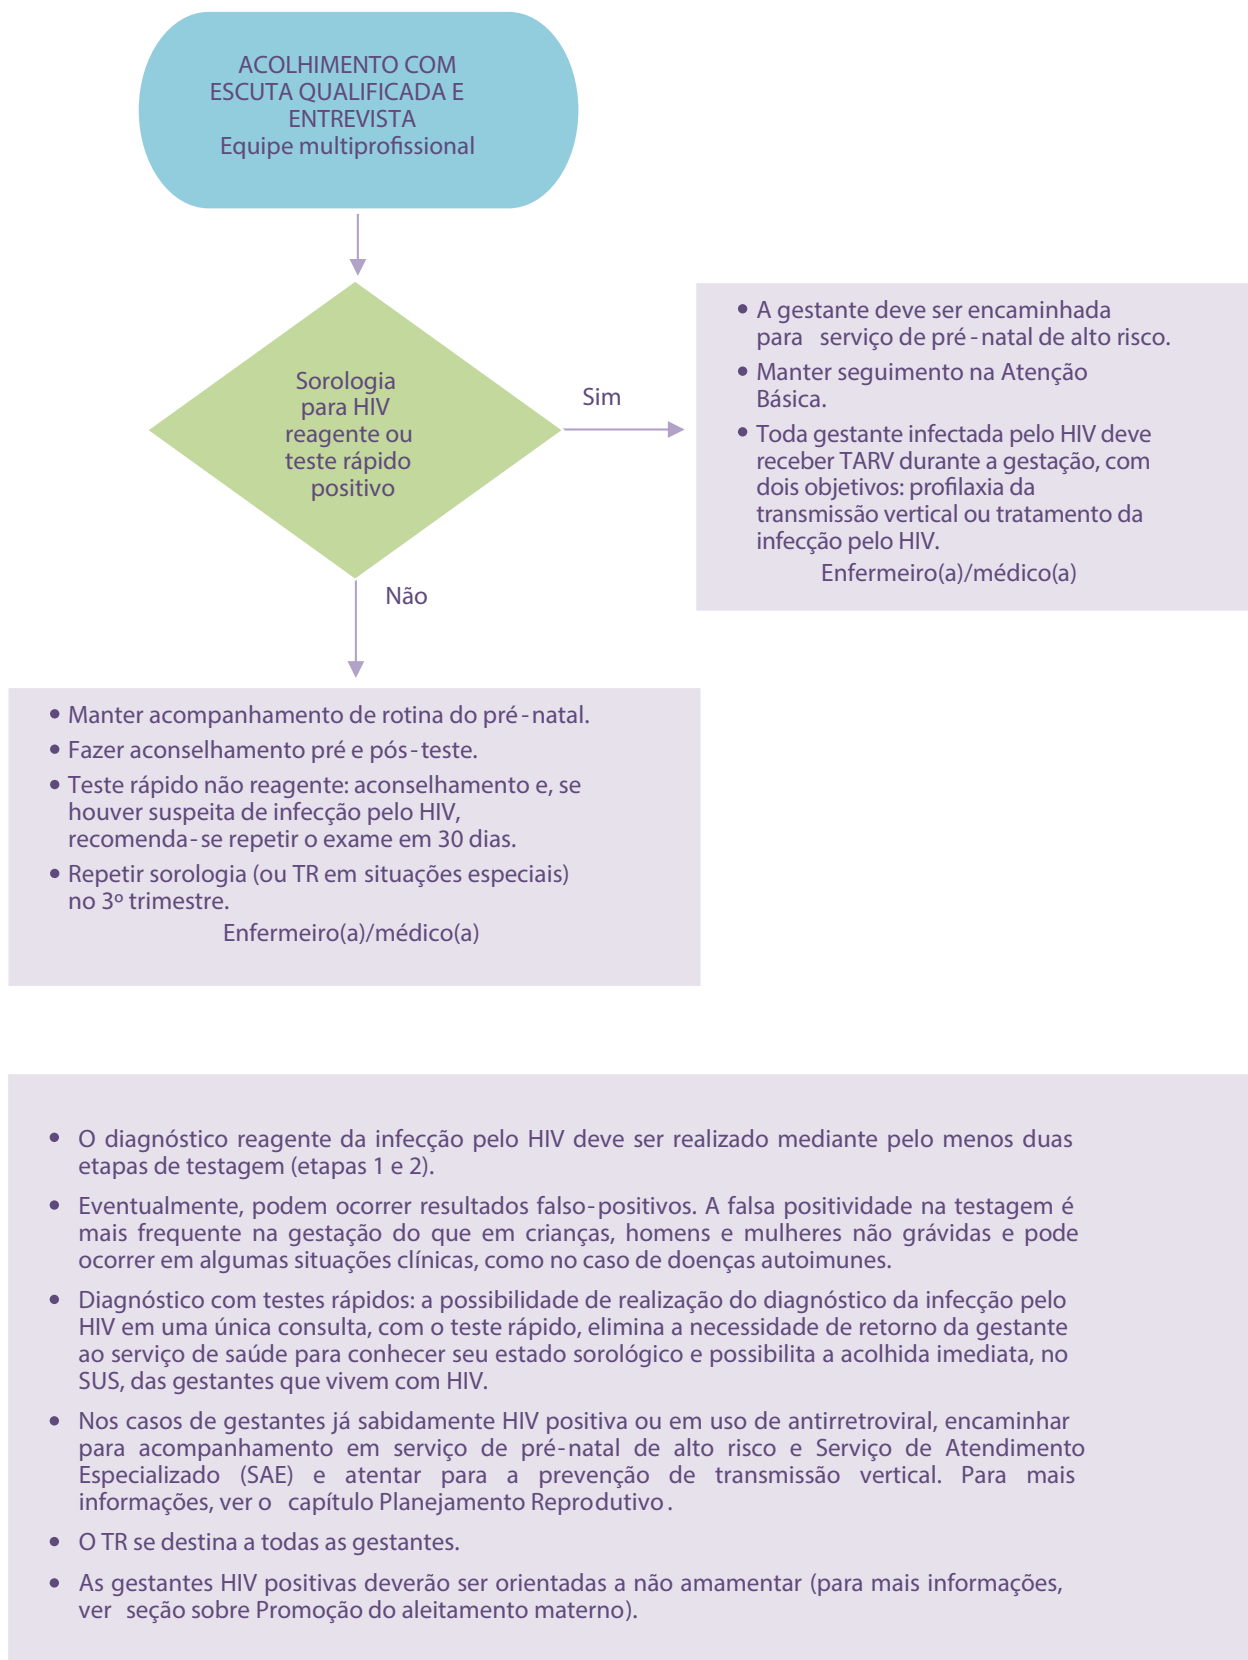 ACOLHIMENTO COM
ESCUTA QUALIFICADA E
ENTREVISTA
Equipe multiprofissional
Sorologia
para HIV
reagente ou
teste rápido
positivo
Sim
• A gestante deve ser encaminhada
para serviço de pré-natal de alto risco.
• Manter seguimento na Atenção
Básica.
• Toda gestante infectada pelo HIV deve
receber TARV durante a gestação, com
dois objetivos: profilaxia da
transmissão vertical ou tratamento da
infecção pelo HIV.
Enfermeiro(a)/médico(a)
Não
• Manter acompanhamento de rotina do pré-natal.
• Fazer aconselhamento pré e pós-teste.
• Teste rápido não reagente: aconselhamento e, se
houver suspeita de infecção pelo HIV,
recomenda-se repetir o exame em 30 dias.
• Repetir sorologia (ou TR em situações especiais)
no 3º trimestre.
Enfermeiro(a)/médico(a)
• O diagnóstico reagente da infecção pelo HIV deve ser realizado mediante pelo menos duas
etapas de testagem (etapas 1 e 2).
• Eventualmente, podem ocorrer resultados falso-positivos. A falsa positividade na testagem é
mais frequente na gestação do que em crianças, homens e mulheres não grávidas e pode
ocorrer em algumas situações clínicas, como no caso de doenças autoimunes.
• Diagnóstico com testes rápidos: a possibilidade de realização do diagnóstico da infecção pelo
HIV em uma única consulta, com o teste rápido, elimina a necessidade de retorno da gestante
ao serviço de saúde para conhecer seu estado sorológico e possibilita a acolhida imediata, no
SUS, das gestantes que vivem com HIV.
• Nos casos de gestantes já sabidamente HIV positiva ou em uso de antirretroviral, encaminhar
para acompanhamento em serviço de pré-natal de alto risco e Serviço de Atendimento
Especializado (SAE) e atentar para a prevenção de transmissão vertical. Para mais
informações, ver o capítulo Planejamento Reprodutivo.
• O TR se destina a todas as gestantes.
• As gestantes HIV positivas deverão ser orientadas a não amamentar (para mais informações,
ver seção sobre Promoção do aleitamento materno).